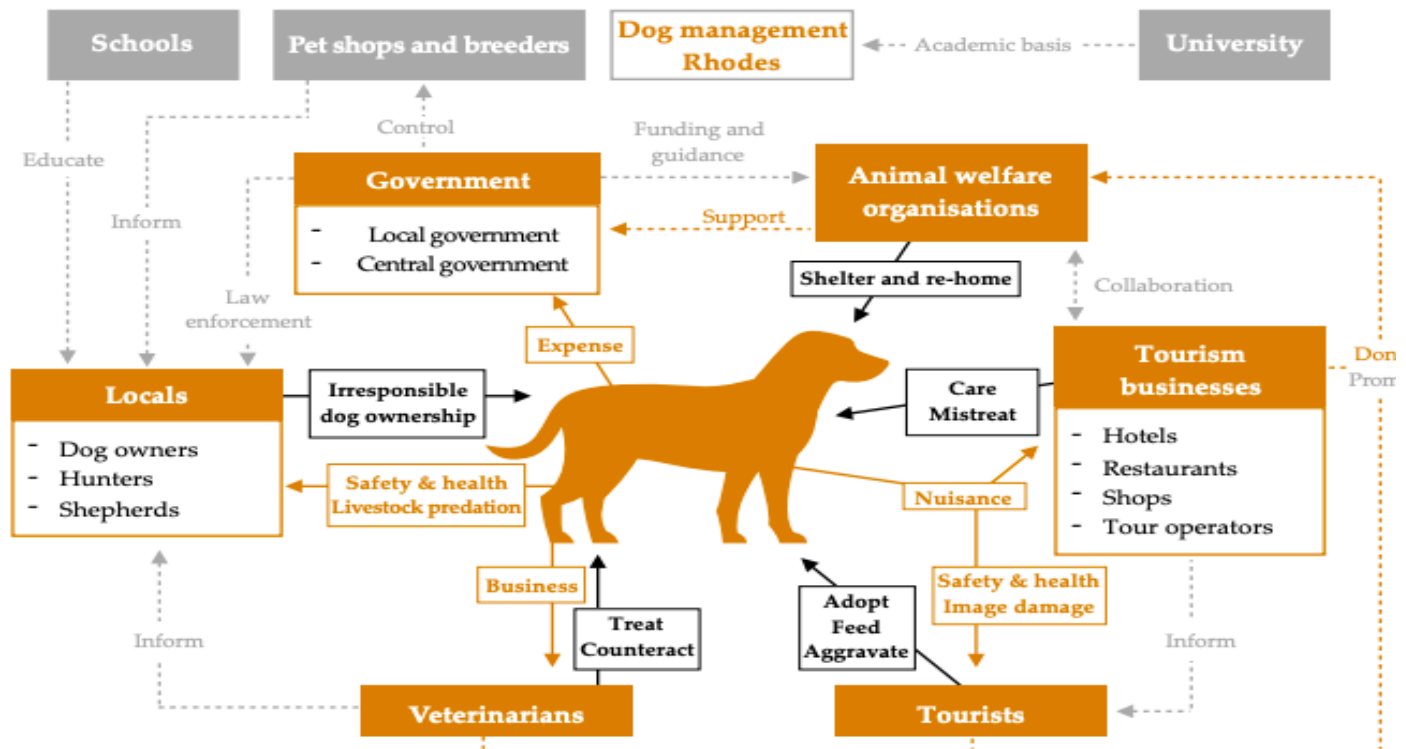 Schools
Pet shops and breeders
Dog management
Rhodes
Academic basis
University
Control
Funding and
guidance
Educate
Government
- Local government
- Central government
Animal welfare
organisations
Support
Inform
Shelter and re-home
Law
enforcement
Collaboration
Expense
Tourism
businesses
- Hotels
- Restaurants
- Shops
- Tour operators
Don
Prom
Locals
- Dog owners
- Hunters
- Shepherds
Irresponsible
dog ownership
Care
Mistreat
Safety & health
Livestock predation
Nuisance
Business
Safety & health
Image damage
Treat
Counteract
Adopt
Feed
Aggravate
Inform
Inform
Veterinarians
Tourists